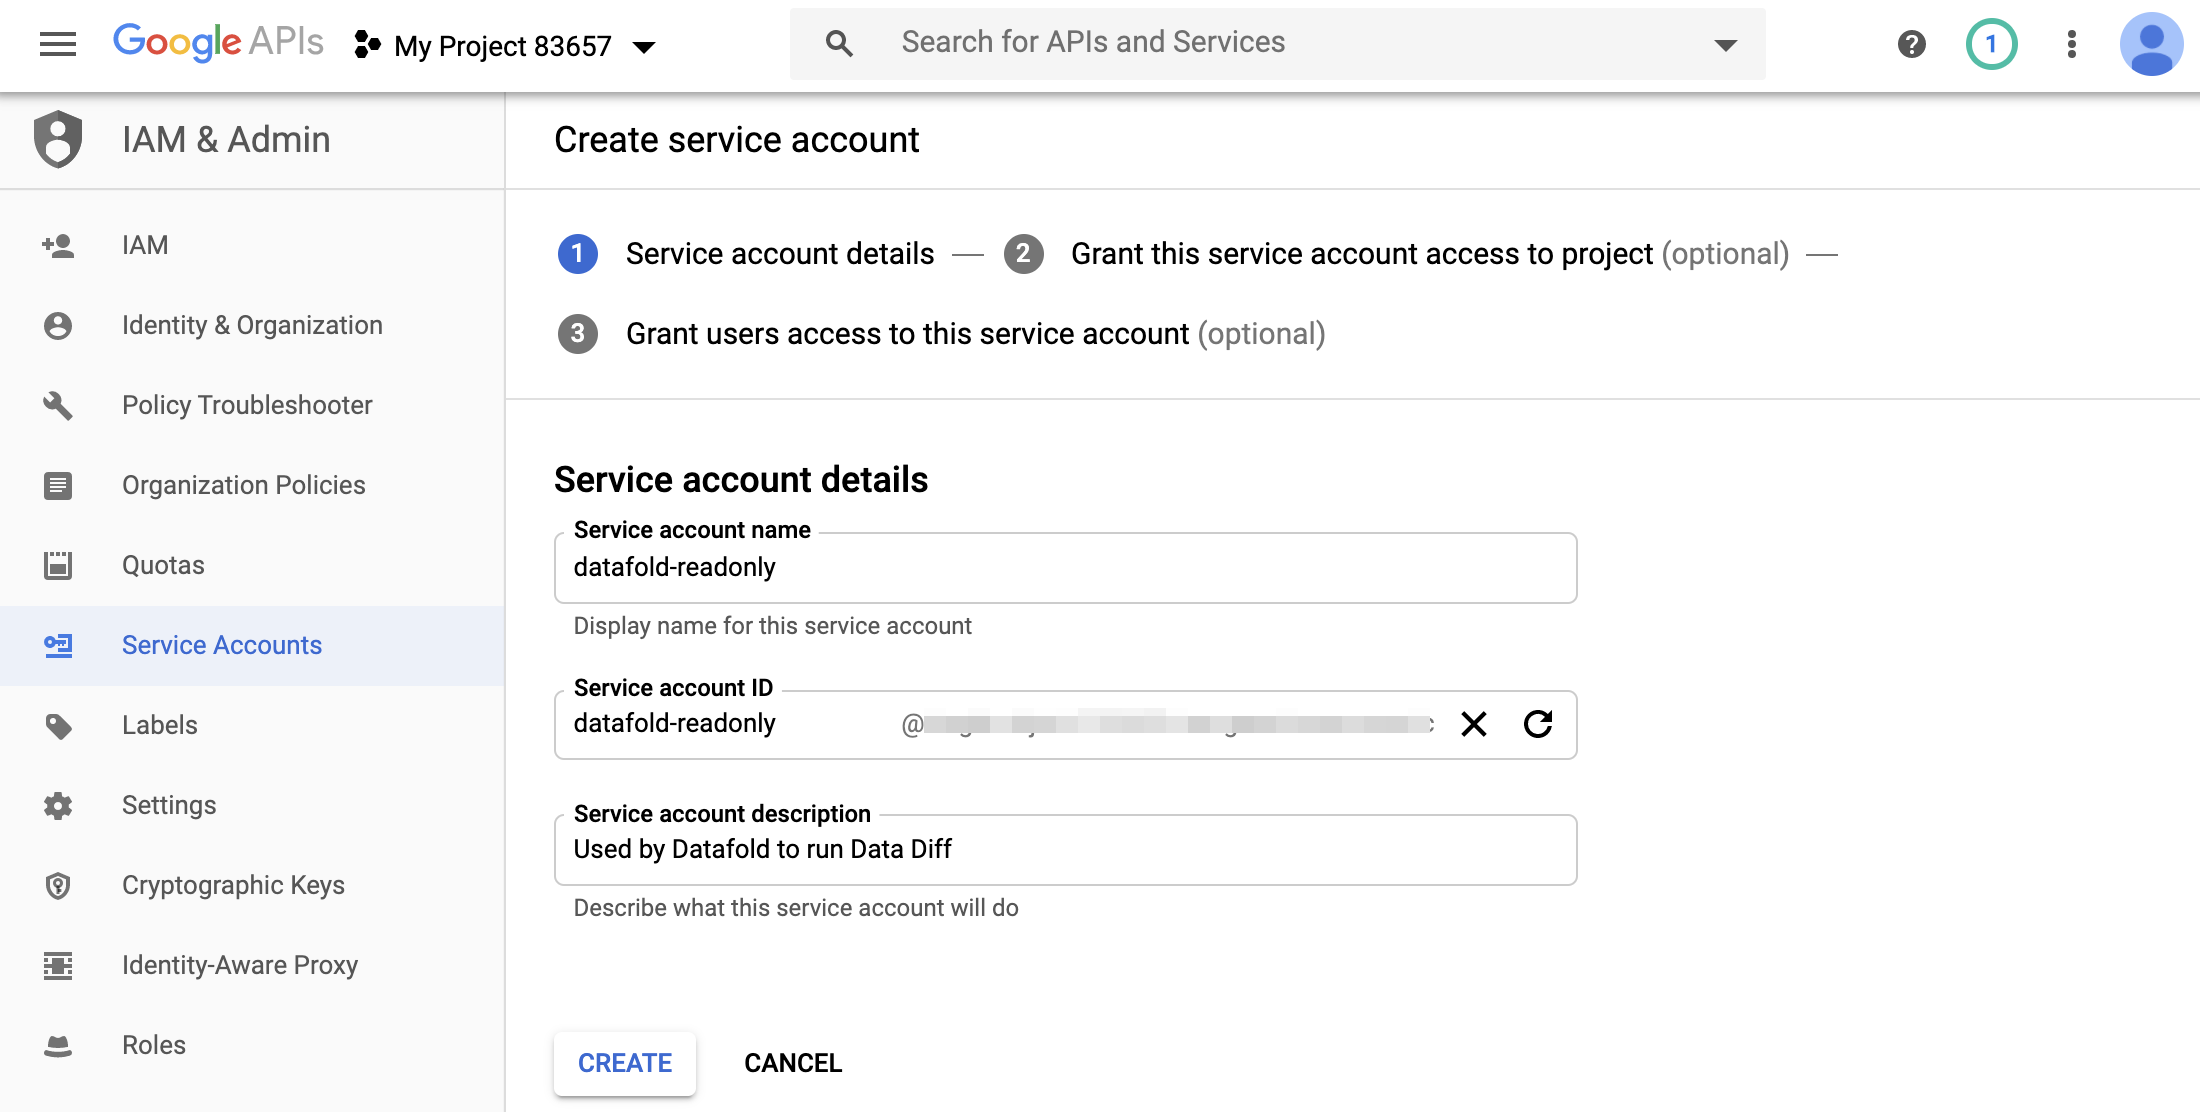 Google APIs My Project 83657 Search for APIs and Services 1
IAM & Admin
Create service account
IAM
Identity & Organization
Policy Troubleshooter
Organization Policies
Quotas
Service Accounts
Labels
Settings
Cryptographic Keys
Identity-Aware Proxy
Roles
1 Service account details — 2 Grant this service account access to project (optional) —
3 Grant users access to this service account (optional)
Service account details
Service account name
datafold-readonly
Display name for this service account
Service account ID
datafold-readonly @
Service account description
Used by Datafold to run Data Diff
Describe what this service account will do
CREATE CANCEL